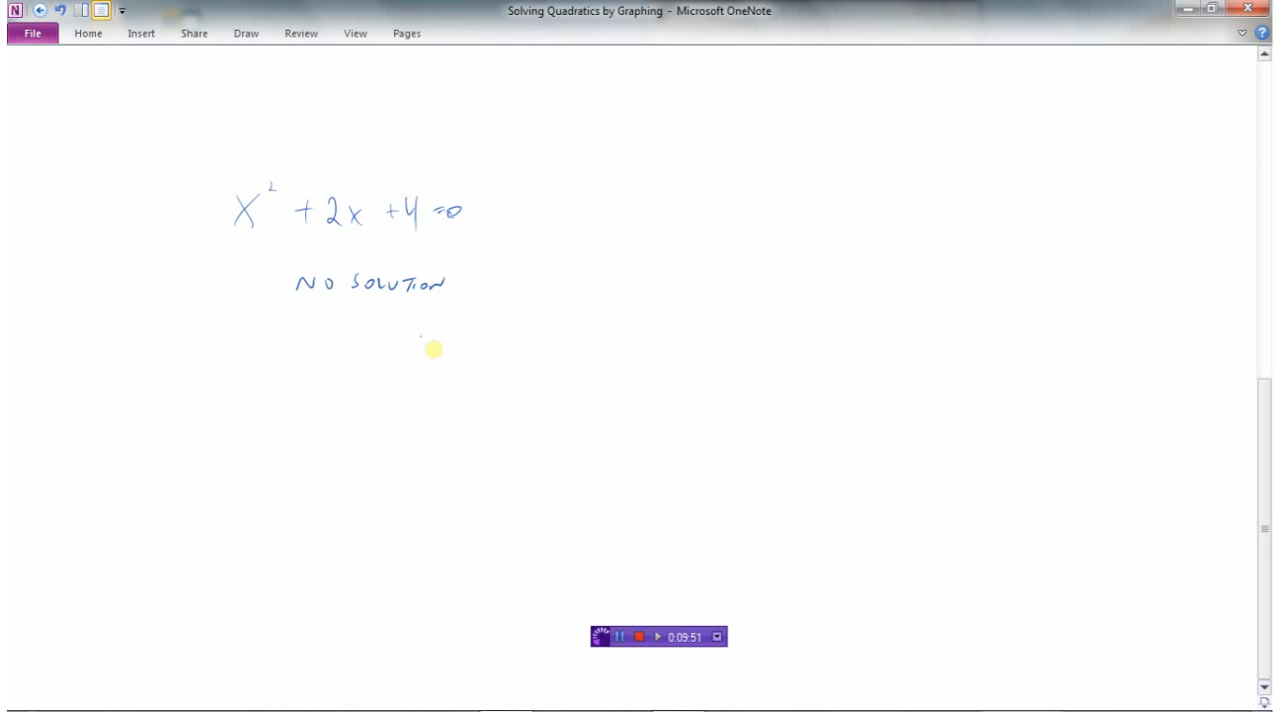 Solving Quadratics by Graphing - Microsoft OneNote
File Home Insert Share Draw Review View Pages
x² + 2x + 4 = 0
NO SOLUTION
0:09:51